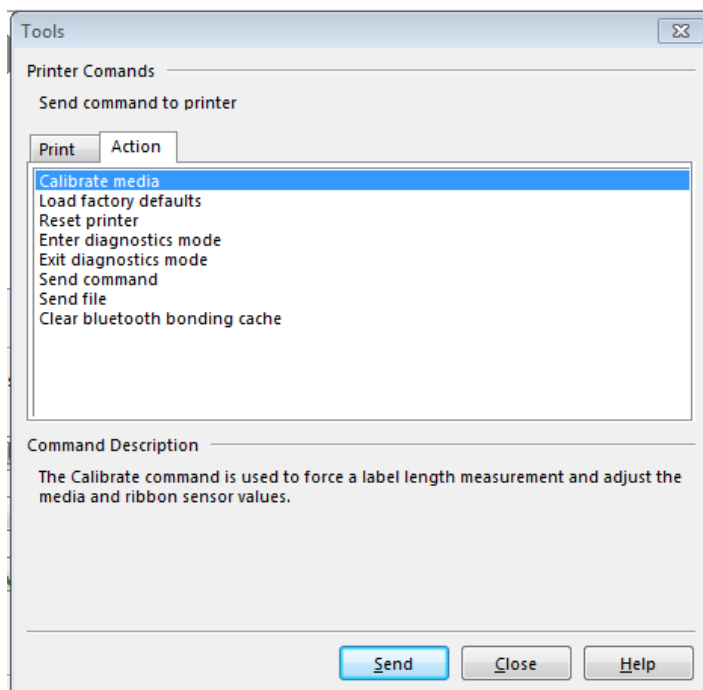 Tools
Printer Comands
Send command to printer
Print Action
Calibrate media
Load factory defaults
Reset printer
Enter diagnostics mode
Exit diagnostics mode
Send command
Send file
Clear bluetooth bonding cache
Command Description
The Calibrate command is used to force a label length measurement and adjust the
media and ribbon sensor values.
Send Close Help